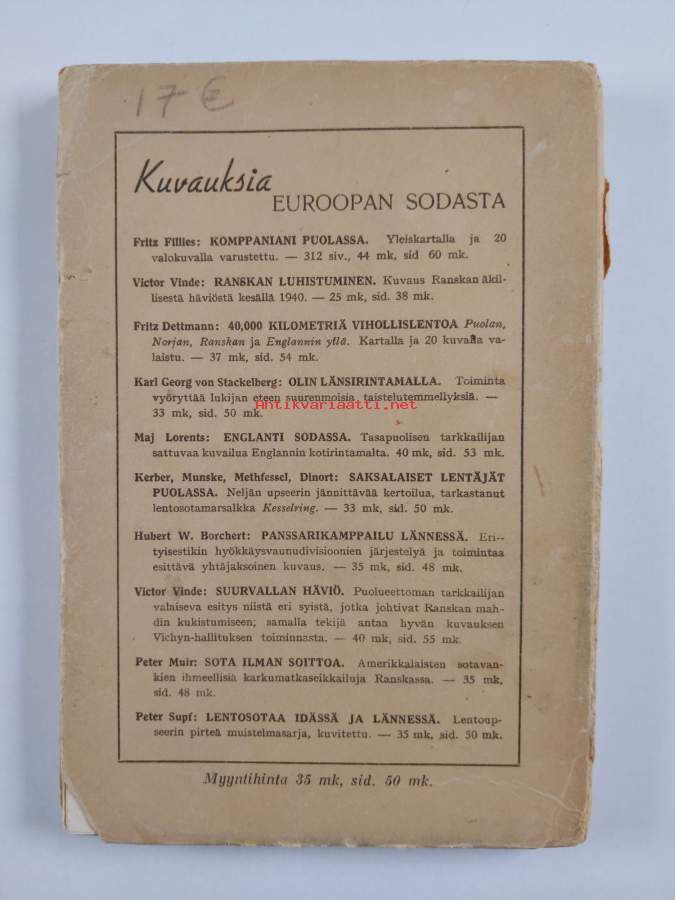 17 €
Kuvauksia
EUROOPAN SODASTA
Fritz Fillies: KOMPPANIANI PUOLASSA. Yleiskartalla ja 20
valokuvalla varustettu. — 312 siv., 44 mk, sid 60 mk.
Victor Vinde: RANSKAN LUHISTUMINEN. Kuvaus Ranskan äkil-
lisestä häviöstä kesällä 1940. — 25 mk, sid. 38 mk.
Fritz Dettmann: 40,000 KILOMETRIÄ VIHOLLISLENTOA Puolan,
Norjan, Ranskan ja Englannin yllä. Kartalla ja 20 kuvalla va-
laistu. — 37 mk, sid. 54 mk.
Karl Georg von Stackelberg: OLIN LÄNSIRINTAMALLA. Toiminta
vyöryttää lukijan eteen suurenmoisia taistelutemmellyksiä. —
Antikvariaatti.net
33 mk, sid. 50 mk.
Maj Lorents: ENGLANTI SODASSA. Tasapuolisen tarkkailijan
sattuvaa kuvailua Englannin kotirintamalta. 40 mk, sid. 53 mk.
Kerber, Munske, Methfessel, Dinort: SAKSALAISET LENTÄJÄT
PUOLASSA. Neljän upseerin jännittävää kertoilua, tarkastanut
lentosotamarsalkka Kesselring. — 33 mk, sid. 50 mk.
Hubert W. Borchert: PANSSARIKAMPPAILU LÄNNESSÄ. Eri-
tyisestikin hyökkäysvaunudivisioonien järjestelyä ja toimintaa
esittävä yhtäjaksoinen kuvaus. — 35 mk, sid. 48 mk.
Victor Vinde: SUURVALLAN HÄVIÖ. Puolueettoman tarkkailijan
valaiseva esitys niistä eri syistä, jotka johtivat Ranskan mah-
din kukistumiseen; samalla tekijä antaa hyvän kuvauksen
Vichyn-hallituksen toiminnasta. — 40 mk, sid. 55 mk.
Peter Muir: SOTA ILMAN SOITTOA. Amerikkalaisten sotavan-
kien ihmeellisiä karkumatkaseikkailuja Ranskassa. — 35 mk,
sid. 48 mk.
Peter Supf: LENTOSOTAA IDÄSSÄ JA LÄNNESSÄ. Lentoup-
seerin pirteä muistelmasarja, kuvitettu. — 35 mk, sid. 50 mk.
Myyntihinta 35 mk, sid. 50 mk.